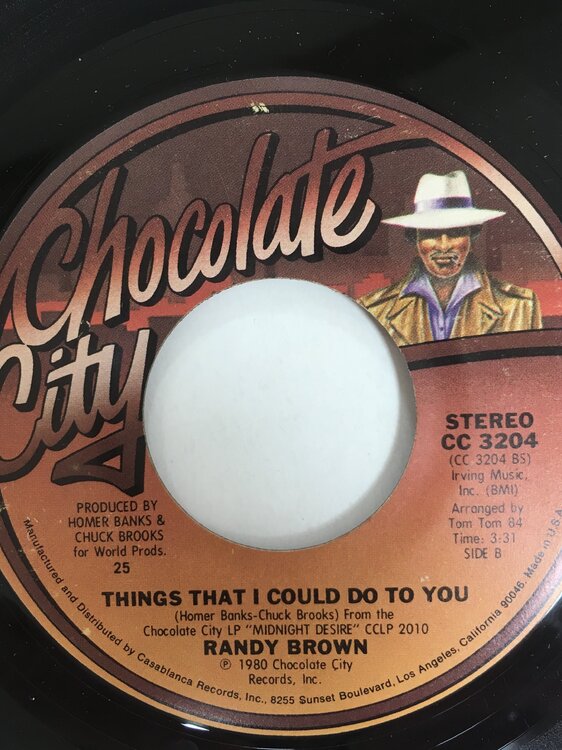 Chocolate
City
STEREO
CC 3204
(CC 3204 BS)
Irving Music,
Inc. (BMI)
Arranged by
Tom Tom 84
Time: 3:31
SIDE B
PRODUCED BY
HOMER BANKS &
CHUCK BROOKS
for World Prods.
25
THINGS THAT I COULD DO TO YOU
(Homer Banks-Chuck Brooks) From the
Chocolate City LP "MIDNIGHT DESIRE" CCLP 2010
RANDY BROWN
℗ 1980 Chocolate City
Records, Inc.
Manufactured and Distributed by Casablanca Records, Inc., 8255 Sunset Boulevard, Los Angeles, California 90046. Made in U.S.A.